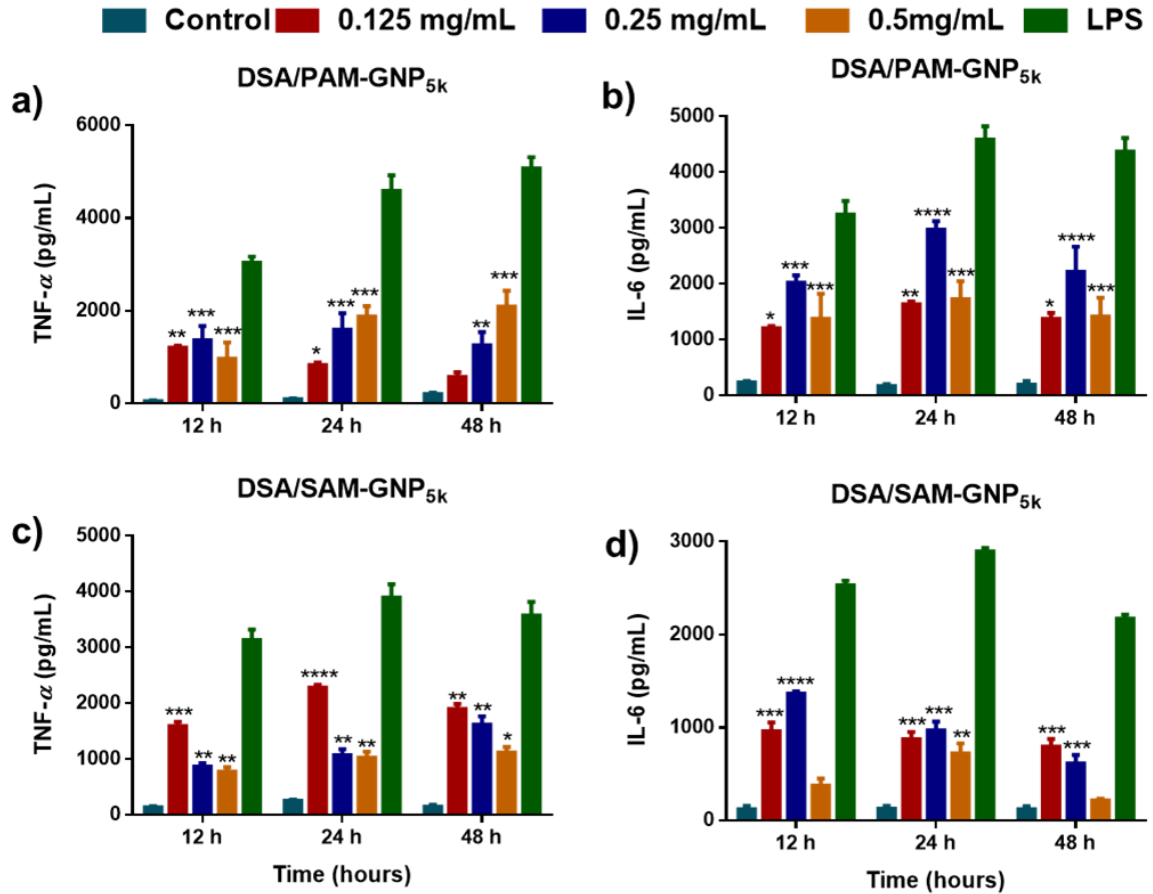 Control 0.125 mg/mL 0.25 mg/mL 0.5mg/mL LPS
a)
DSA/PAM-GNP5k
TNF-α (pg/mL)
6000
4000
2000
0
** *** ***
* *** ***
** ***
12 h 24 h 48 h
b)
DSA/PAM-GNP5k
IL-6 (pg/mL)
5000
4000
3000
2000
1000
0
* *** ***
** **** ***
* **** ***
12 h 24 h 48 h
c)
DSA/SAM-GNP5k
TNF-α (pg/mL)
5000
4000
3000
2000
1000
0
*** ** **
**** ** **
** ** *
12 h 24 h 48 h
Time (hours)
d)
DSA/SAM-GNP5k
IL-6 (pg/mL)
3000
2000
1000
0
*** ****
*** *** **
*** ***
12 h 24 h 48 h
Time (hours)